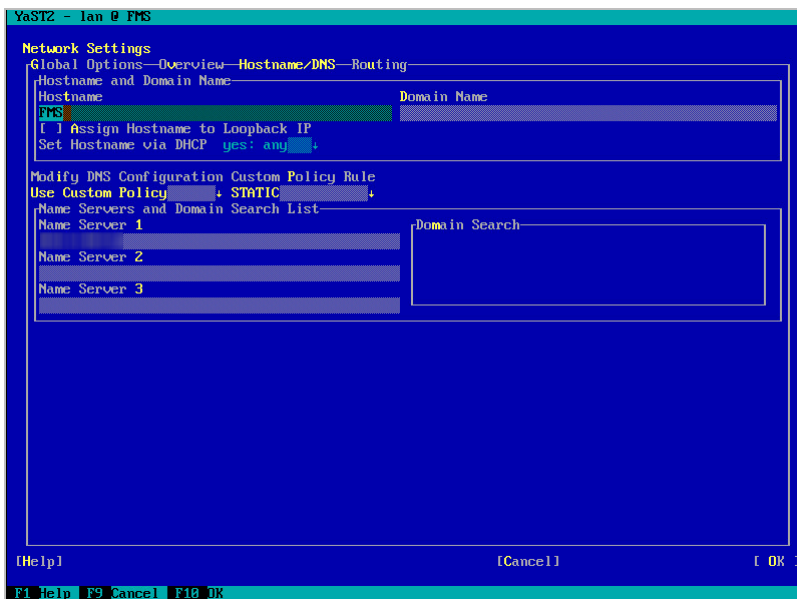 YaST2 - lan @ FMS
Network Settings
Global Options—Overview—Hostname/DNS—Routing
Hostname and Domain Name
Hostname Domain Name
FMS
[ ] Assign Hostname to Loopback IP
Set Hostname via DHCP yes: any↓
Modify DNS Configuration Custom Policy Rule
Use Custom Policy ↓ STATIC ↓
Name Servers and Domain Search List
Name Server 1 Domain Search
Name Server 2
Name Server 3
[Help] [Cancel] [ OK ]
F1 Help F9 Cancel F10 OK